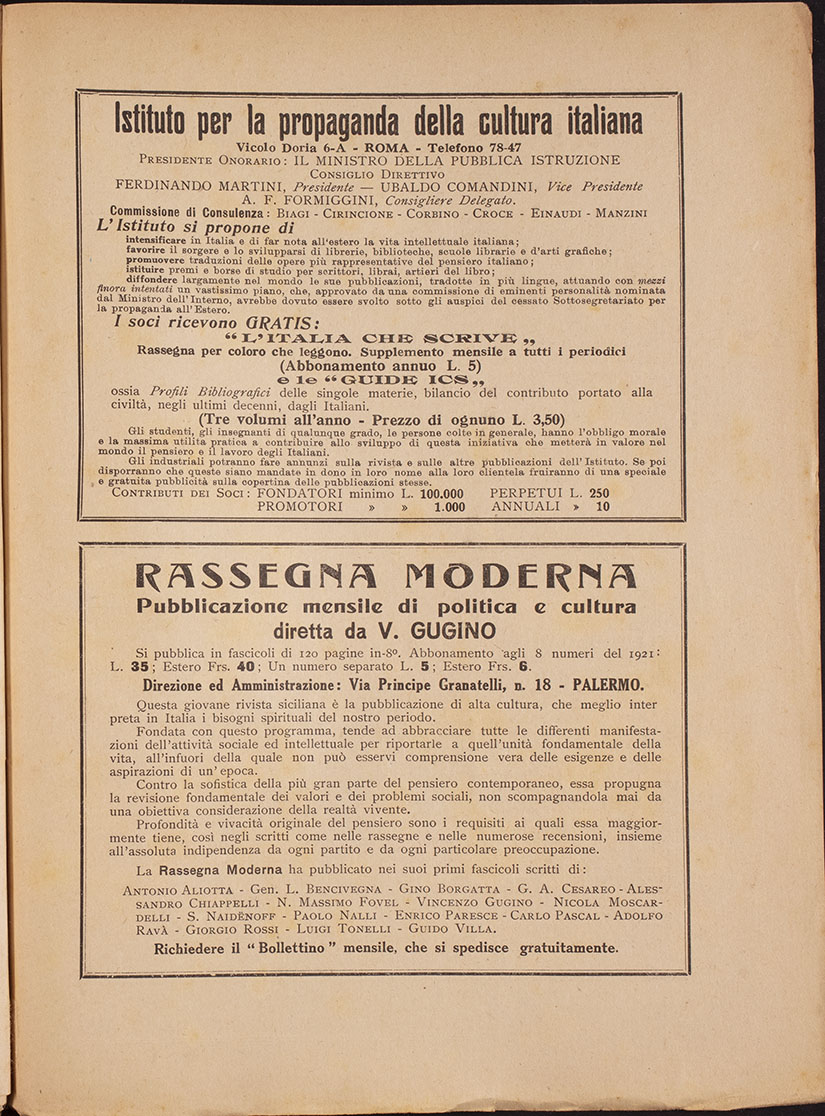 Istituto per la propaganda della cultura italiana
Vicolo Doria 6-A - ROMA - Telefono 78-47
PRESIDENTE ONORARIO: IL MINISTRO DELLA PUBBLICA ISTRUZIONE
CONSIGLIO DIRETTIVO
FERDINANDO MARTINI, Presidente — UBALDO COMANDINI, Vice Presidente
A. F. FORMIGGINI, Consigliere Delegato.
Commissione di Consulenza: BIAGI - CIRINCIONE - CORBINO - CROCE - EINAUDI - MANZINI
L'Istituto si propone di
intensificare in Italia e di far nota all'estero la vita intellettuale italiana;
favorire il sorgere e lo svilupparsi di librerie, biblioteche, scuole librarie e d'arti grafiche;
promuovere traduzioni delle opere più rappresentative del pensiero italiano;
istituire premi e borse di studio per scrittori, librai, artieri del libro;
diffondere largamente nel mondo le sue pubblicazioni, tradotte in più lingue, attuando con mezzi
finora intentati un vastissimo piano, che, approvato da una commissione di eminenti personalità nominata
dal Ministro dell'Interno, avrebbe dovuto essere svolto sotto gli auspici del cessato Sottosegretariato per
la propaganda all'Estero.
I soci ricevono GRATIS:
“L'ITALIA CHE SCRIVE„
Rassegna per coloro che leggono. Supplemento mensile a tutti i periodici
(Abbonamento annuo L. 5)
e le “GUIDE ICS„
ossia Profili Bibliografici delle singole materie, bilancio del contributo portato alla
civiltà, negli ultimi decenni, dagli Italiani.
(Tre volumi all'anno - Prezzo di ognuno L. 3,50)
Gli studenti, gli insegnanti di qualunque grado, le persone colte in generale, hanno l'obbligo morale
e la massima utilità pratica a contribuire allo sviluppo di questa iniziativa che metterà in valore nel
mondo il pensiero e il lavoro degli Italiani.
Gli industriali potranno fare annunzi sulla rivista e sulle altre pubblicazioni dell'Istituto. Se poi
disporranno che queste siano mandate in dono in loro nome alla loro clientela fruiranno di una speciale
e gratuita pubblicità sulla copertina delle pubblicazioni stesse.
CONTRIBUTI DEI SOCI: FONDATORI minimo L. 100.000 PERPETUI L. 250
PROMOTORI » » 1.000 ANNUALI » 10
RASSEGNA MODERNA
Pubblicazione mensile di politica e cultura
diretta da V. GUGINO
Si pubblica in fascicoli di 120 pagine in-8º. Abbonamento agli 8 numeri del 1921:
L. 35; Estero Frs. 40; Un numero separato L. 5; Estero Frs. 6.
Direzione ed Amministrazione: Via Principe Granatelli, n. 18 - PALERMO.
Questa giovane rivista siciliana è la pubblicazione di alta cultura, che meglio inter
preta in Italia i bisogni spirituali del nostro periodo.
Fondata con questo programma, tende ad abbracciare tutte le differenti manifesta-
zioni dell'attività sociale ed intellettuale per riportarle a quell'unità fondamentale della
vita, all'infuori della quale non può esservi comprensione vera delle esigenze e delle
aspirazioni di un' epoca.
Contro la sofistica della più gran parte del pensiero contemporaneo, essa propugna
la revisione fondamentale dei valori e dei problemi sociali, non scompagnandola mai da
una obiettiva considerazione della realtà vivente.
Profondità e vivacità originale del pensiero sono i requisiti ai quali essa maggior-
mente tiene, così negli scritti come nelle rassegne e nelle numerose recensioni, insieme
all'assoluta indipendenza da ogni partito e da ogni particolare preoccupazione.
La Rassegna Moderna ha pubblicato nei suoi primi fascicoli scritti di:
ANTONIO ALIOTTA - Gen. L. BENCIVEGNA - GINO BORGATTA - G. A. CESAREO - ALES-
SANDRO CHIAPPELLI - N. MASSIMO FOVEL - VINCENZO GUGINO - NICOLA MOSCAR-
DELLI - S. NAIDËNOFF - PAOLO NALLI - ENRICO PARESCE - CARLO PASCAL - ADOLFO
RAVÀ - GIORGIO ROSSI - LUIGI TONELLI - GUIDO VILLA.
Richiedere il “Bollettino” mensile, che si spedisce gratuitamente.